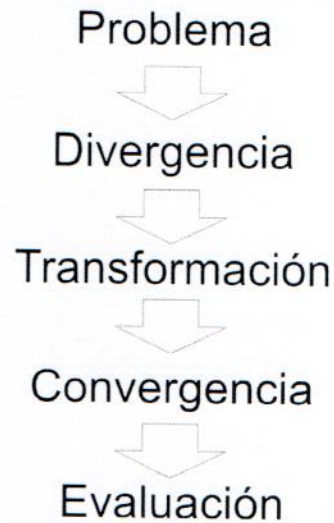 Problema
Divergencia
Transformación
Convergencia
Evaluación